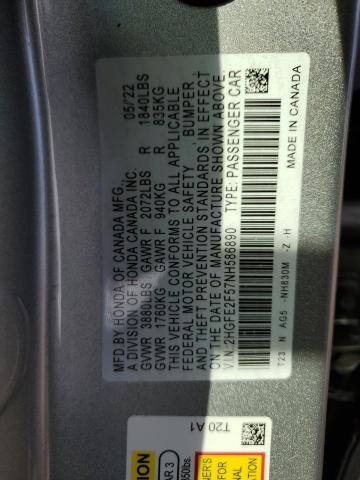 MFD BY HONDA OF CANADA MFG., 05/22
A DIVISION OF HONDA CANADA INC.
GVWR 3880LBS GAWR F 2072LBS R 1840LBS
GVWR 1760KG GAWR F 940KG R 835KG
THIS VEHICLE CONFORMS TO ALL APPLICABLE
FEDERAL MOTOR VEHICLE SAFETY BUMPER,
AND THEFT PREVENTION STANDARDS IN EFFECT
ON THE DATE OF MANUFACTURE SHOWN ABOVE
V.I.N.:2HGFE2F57NH586890 TYPE:PASSENGER CAR
T23 N AG5 -NH830M -Z -H MADE IN CANADA
T20 A1